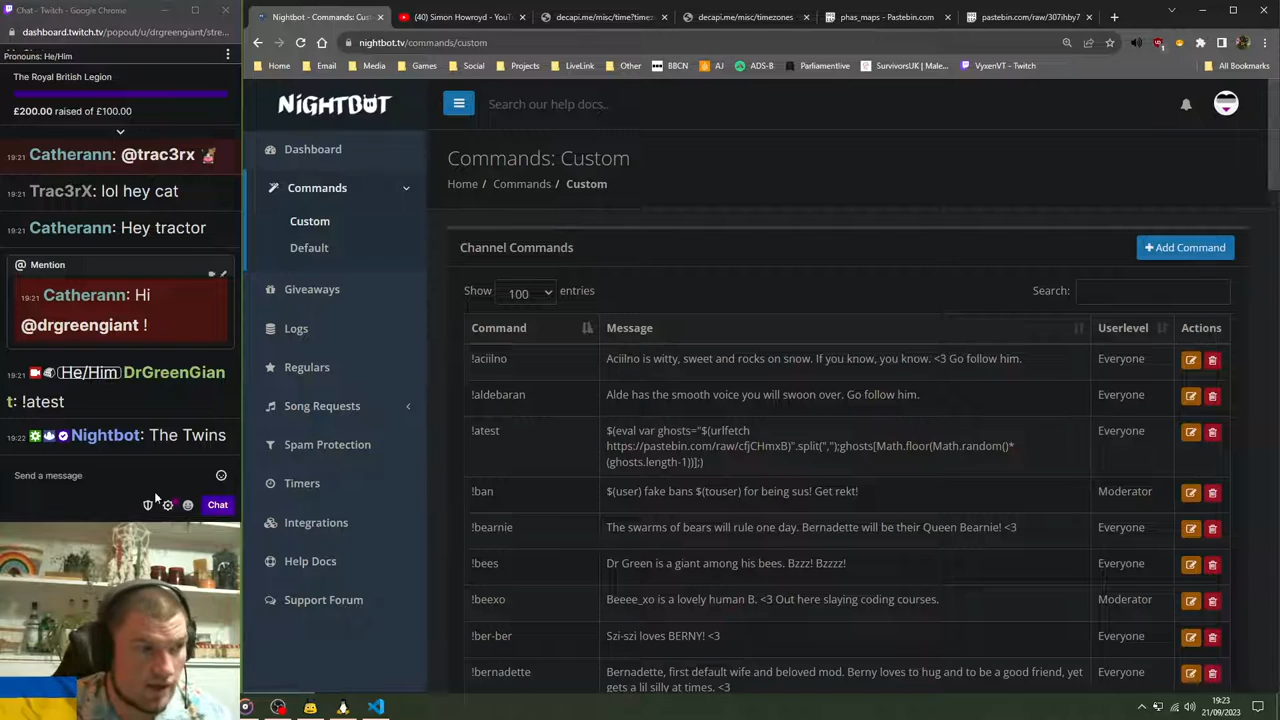 Chat - Twitch - Google Chrome
dashboard.twitch.tv/popout/u/drgreengiant/stre...
Pronouns: He/Him
The Royal British Legion
£200.00 raised of £100.00
19:21 Catherann: @trac3rx
19:21 Trac3rX: lol hey cat
19:21 Catherann: Hey tractor
@ Mention
19:21 Catherann: Hi
@drgreengiant !
19:21 He/Him DrGreenGian
t: !atest
19:22 Nightbot: The Twins
Send a message
Chat
Nightbot - Commands: Cust
(40) Simon Howroyd - YouT
decapi.me/misc/time?timez
decapi.me/misc/timezones
phas_maps - Pastebin.com
pastebin.com/raw/307ihby7
nightbot.tv/commands/custom
Home
Email
Media
Games
Social
Projects
LiveLink
Other
BBCN
AJ
ADS-B
Parliamentlive
SurvivorsUK | Male...
VyxenVT - Twitch
All Bookmarks
NIGHTBOT
Search our help docs..
Dashboard
Commands
Custom
Default
Giveaways
Logs
Regulars
Song Requests
Spam Protection
Timers
Integrations
Help Docs
Support Forum
Commands: Custom
Home / Commands / Custom
Channel Commands
Add Command
Show 100 entries
Search:
Command Message Userlevel Actions
!aciilno Aciilno is witty, sweet and rocks on snow. If you know, you know. <3 Go follow him. Everyone
!aldebaran Alde has the smooth voice you will swoon over. Go follow him. Everyone
!atest $(eval var ghosts="$(urlfetch Everyone
https://pastebin.com/raw/cfjCHmxB)".split(",");ghosts[Math.floor(Math.random()*
(ghosts.length-1))];)
!ban $(user) fake bans $(touser) for being sus! Get rekt! Moderator
!bearnie The swarms of bears will rule one day. Bernadette will be their Queen Bearnie! <3 Everyone
!bees Dr Green is a giant among his bees. Bzzz! Bzzzz! Everyone
!beexo Beeee_xo is a lovely human B. <3 Out here slaying coding courses. Moderator
!ber-ber Szi-szi loves BERNY! <3 Everyone
!bernadette Bernadette, first default wife and beloved mod. Berny loves to hug and to be a good friend, yet Everyone
gets a lil silly at times. <3
19:23
21/09/2023